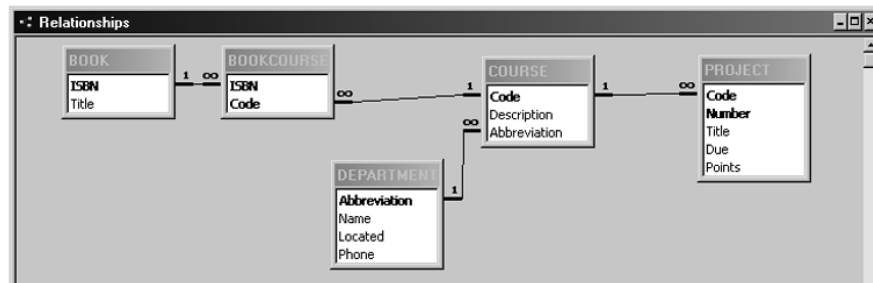 Relationships
BOOK
ISBN
Title
1 ∞
BOOKCOURSE
ISBN
Code
∞ 1
COURSE
Code
Description
Abbreviation
1 ∞
PROJECT
Code
Number
Title
Due
Points
∞
1
DEPARTMENT
Abbreviation
Name
Located
Phone